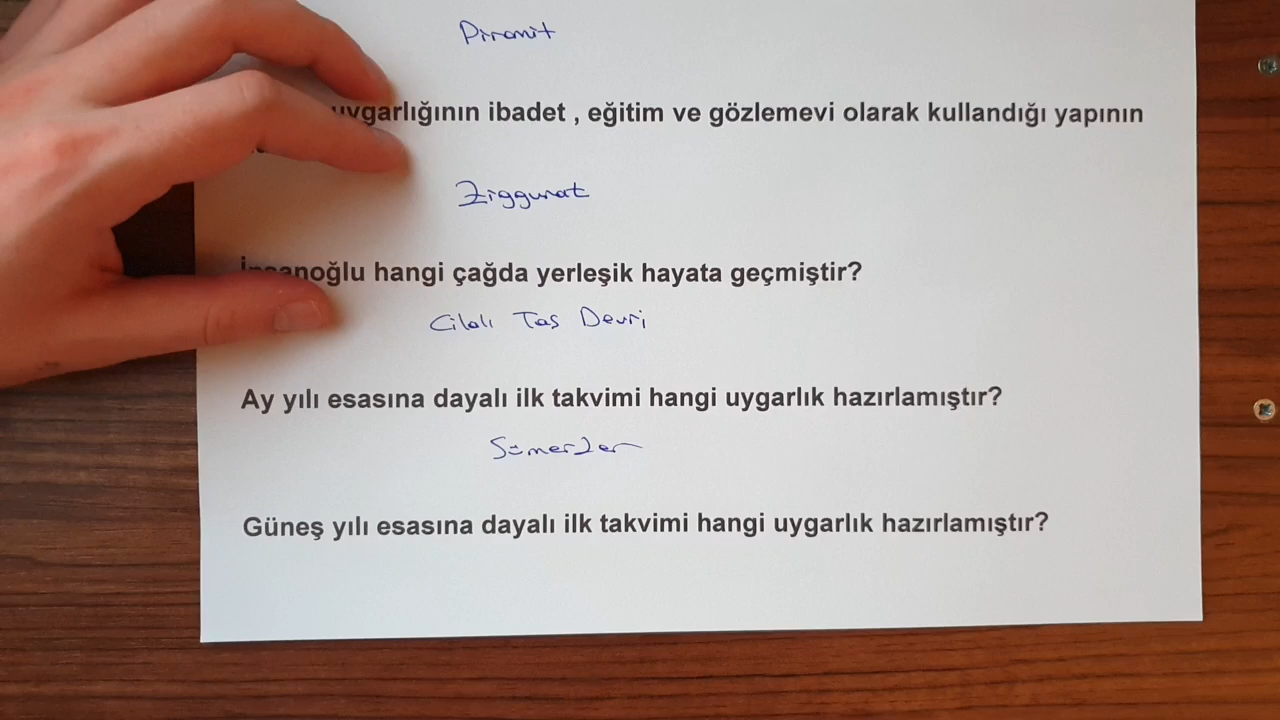 Piramit
uygarlığının ibadet , eğitim ve gözlemevi olarak kullandığı yapının
Ziggurat
İnsanoğlu hangi çağda yerleşik hayata geçmiştir?
Cilalı Taş Devri
Ay yılı esasına dayalı ilk takvimi hangi uygarlık hazırlamıştır?
Sümerler
Güneş yılı esasına dayalı ilk takvimi hangi uygarlık hazırlamıştır?